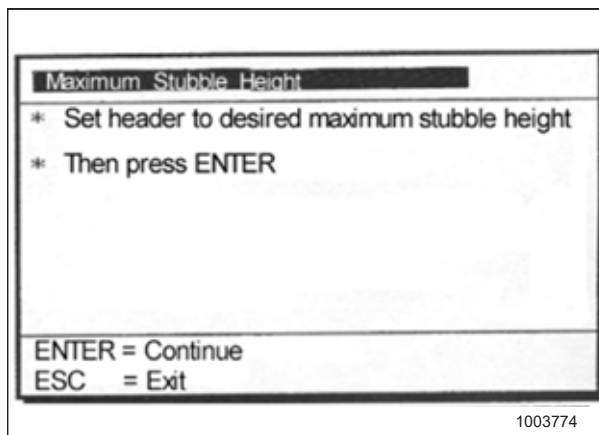 Maximum Stubble Height
* Set header to desired maximum stubble height
* Then press ENTER
ENTER = Continue
ESC = Exit
1003774